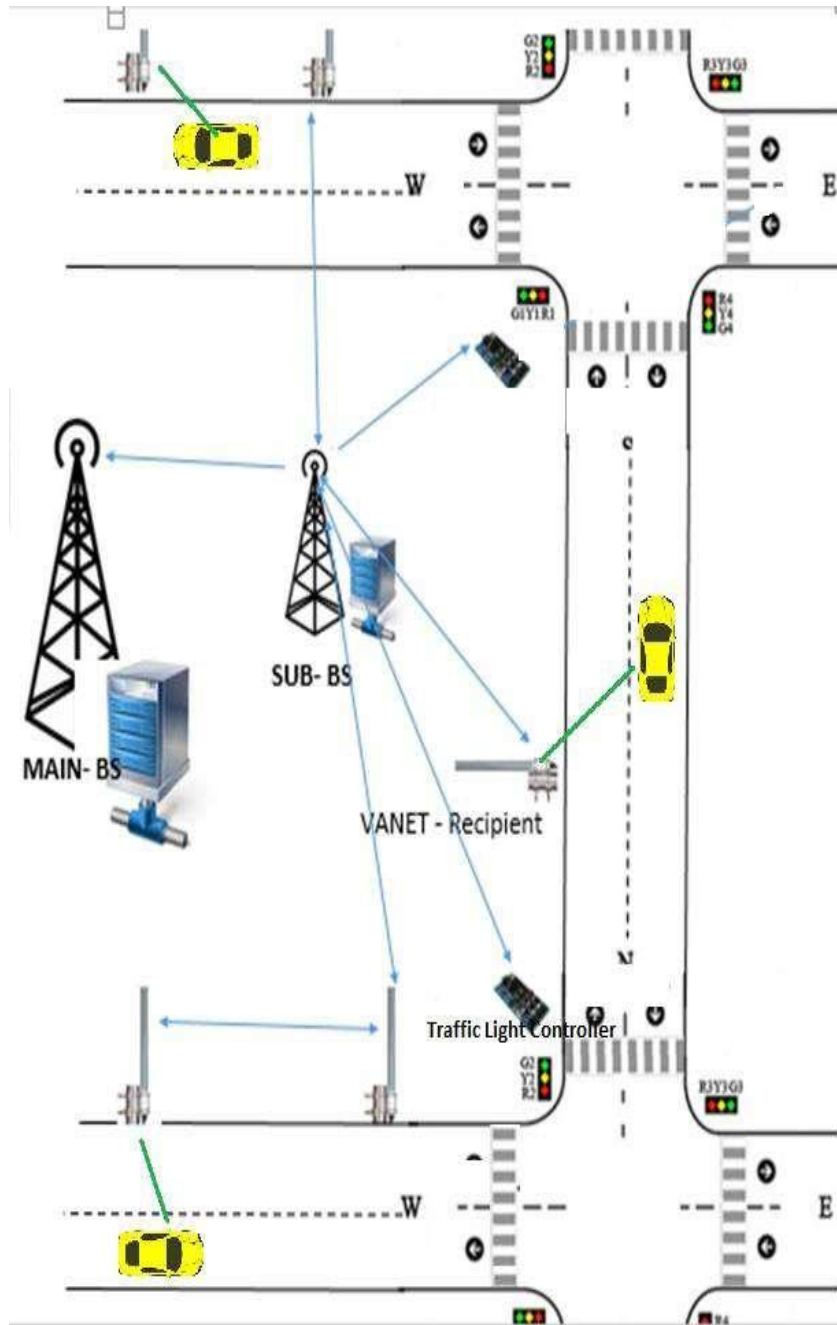 G2
Y2
R2
R3Y3G3
W
E
G1Y1R1
R4
Y4
G4
S
SUB- BS
MAIN- BS
VANET - Recipient
N
Traffic Light Controller
G2
Y2
R2
R3Y3G3
W
E
R4